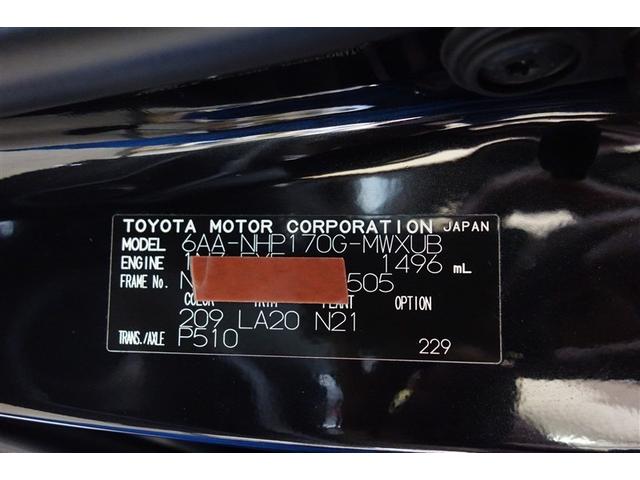 TOYOTA MOTOR CORPORATION JAPAN
MODEL 6AA-NHP170G-MWXUB
ENGINE 1496 mL
FRAME No. N 505
COLOR TRIM PLANT OPTION
209 LA20 N21
TRANS./AXLE P510
229